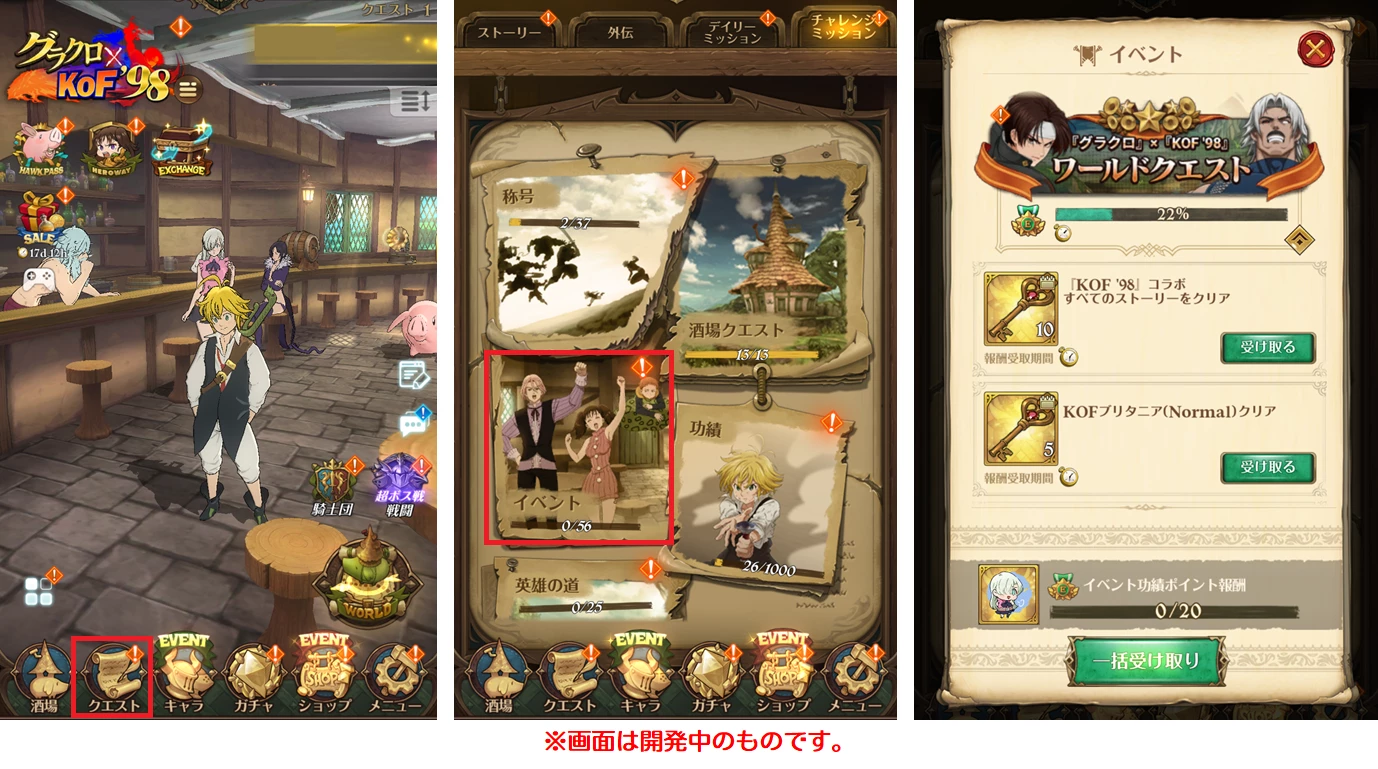 クエスト 1
グラクロ×
KOF'98
HAWK PASS
HERO WAY
EXCHANGE
SALE
17d 12h
騎士団
超ボス戦
戦闘
WORLD
酒場
クエスト
EVENT
キャラ
ガチャ
EVENT
SHOP
ショップ
メニュー
ストーリー
外伝
デイリー
ミッション
チャレンジ
ミッション
称号
2/37
酒場クエスト
13/13
イベント
0/56
功績
26/1000
英雄の道
0/25
酒場
クエスト
EVENT
キャラ
ガチャ
EVENT
SHOP
ショップ
メニュー
イベント
『グラクロ』×『KOF '98』
ワールドクエスト
22%
『KOF '98』コラボ
すべてのストーリーをクリア
10
報酬受取期間
受け取る
KOFブリタニア(Normal)クリア
5
報酬受取期間
受け取る
イベント功績ポイント報酬
0/20
一括受け取り
※画面は開発中のものです。